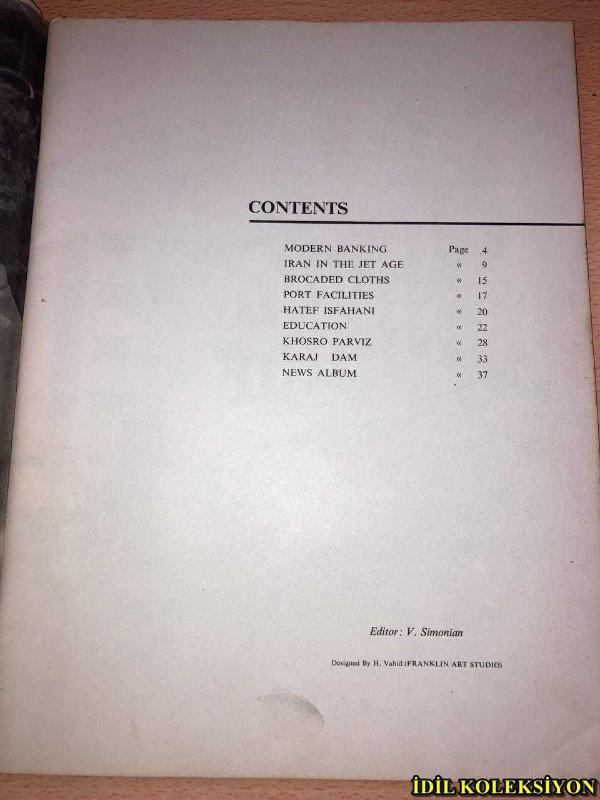 CONTENTS
MODERN BANKING Page 4
IRAN IN THE JET AGE « 9
BROCADED CLOTHS « 15
PORT FACILITIES « 17
HATEF ISFAHANI « 20
EDUCATION « 22
KHOSRO PARVIZ « 28
KARAJ DAM « 33
NEWS ALBUM « 37
Editor: V. Simonian
Designed By H. Vahid (FRANKLIN ART STUDIO)
İDİL KOLEKSİYON